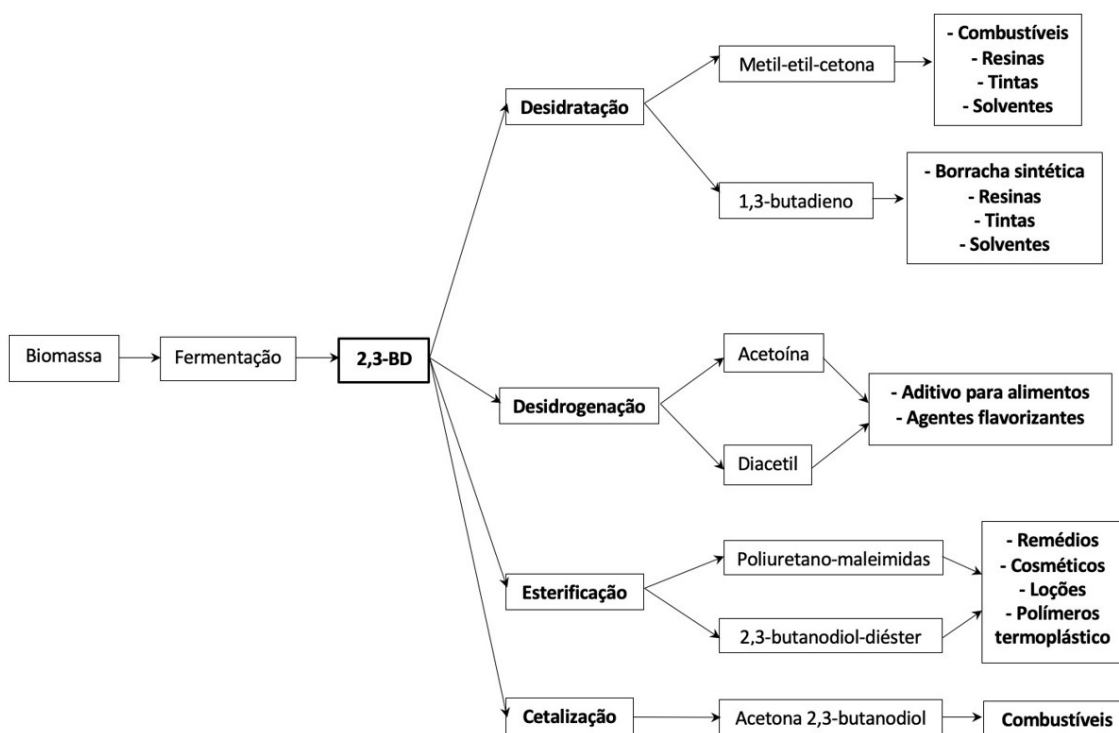 Biomassa
Fermentação
2,3-BD
Desidratação
Metil-etil-cetona
- Combustíveis
- Resinas
- Tintas
- Solventes
1,3-butadieno
- Borracha sintética
- Resinas
- Tintas
- Solventes
Desidrogenação
Acetoína
Diacetil
- Aditivo para alimentos
- Agentes flavorizantes
Esterificação
Poliuretano-maleimidas
2,3-butanodiol-diéster
- Remédios
- Cosméticos
- Loções
- Polímeros
termoplástico
Cetalização
Acetona 2,3-butanodiol
Combustíveis